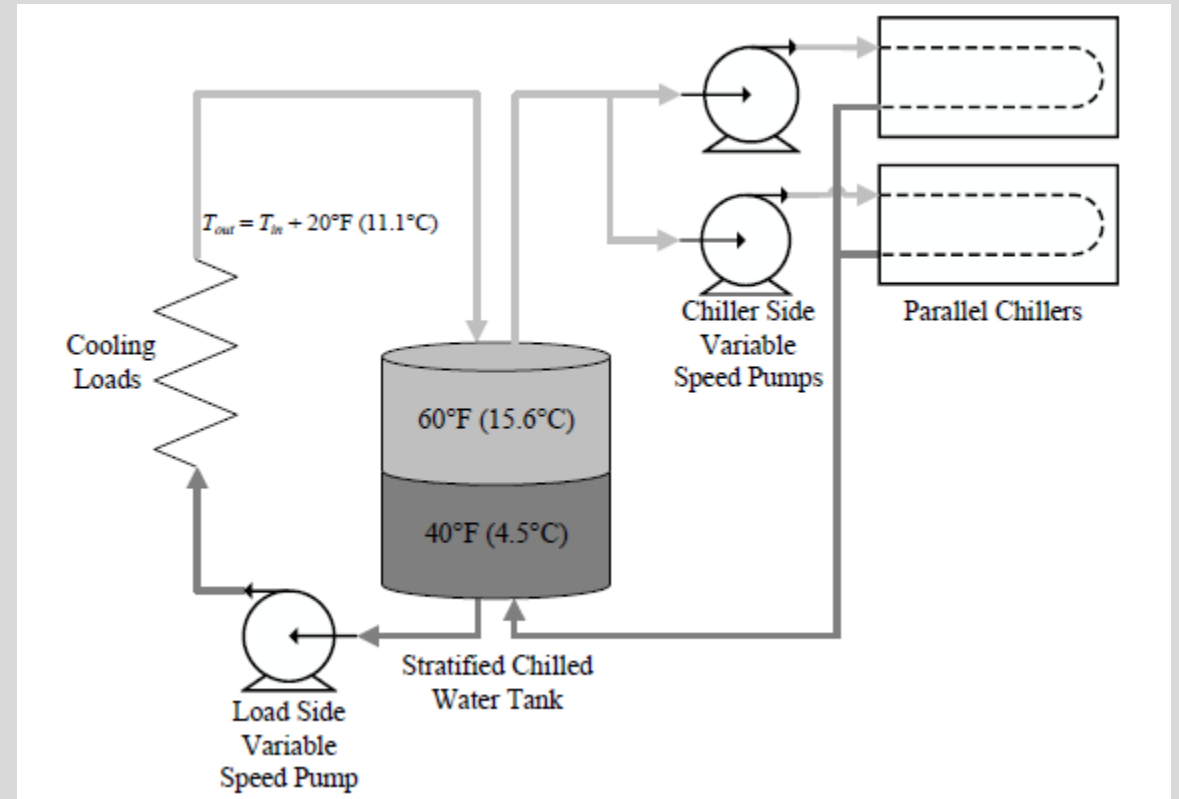 T_out = T_in + 20°F (11.1°C)
Cooling
Loads
60°F (15.6°C)
40°F (4.5°C)
Chiller Side
Variable
Speed Pumps
Parallel Chillers
Stratified Chilled
Water Tank
Load Side
Variable
Speed Pump